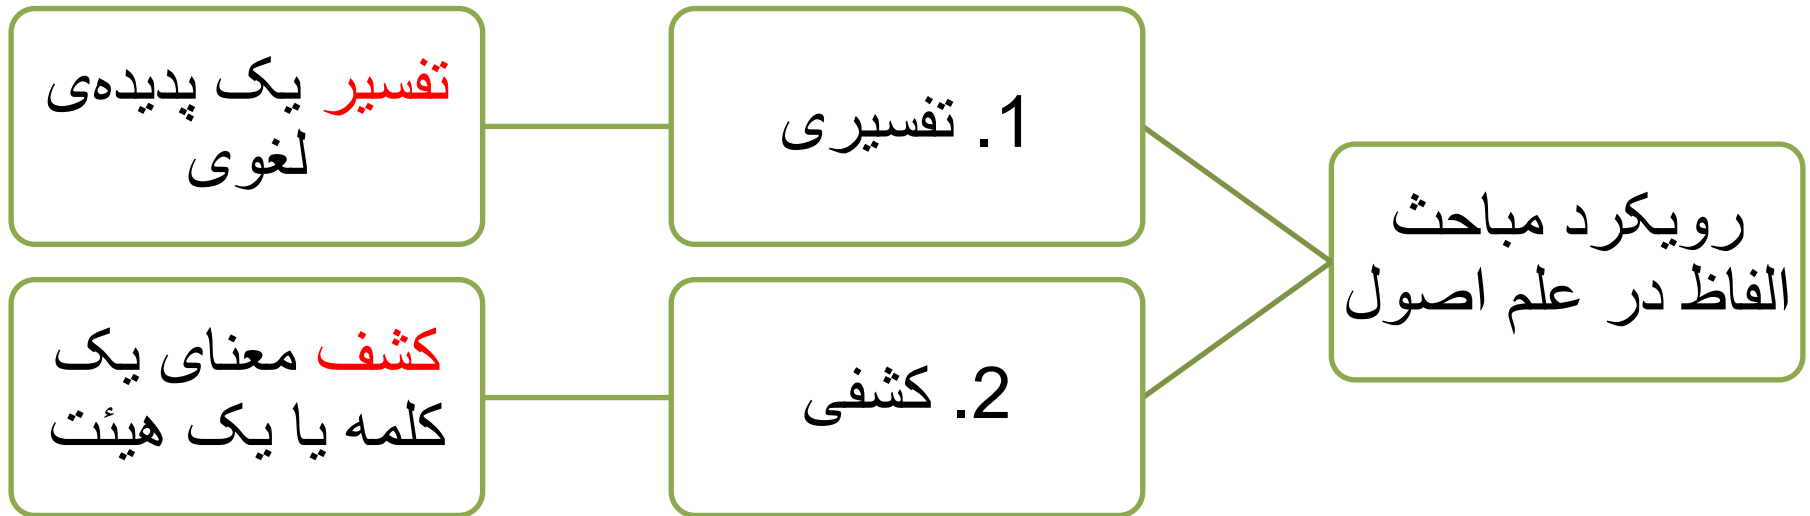 رویکرد مباحث
الفاظ در علم اصول
1. تفسیری
تفسیر یک پدیده‌ی
لغوی
2. کشفی
کشف معنای یک
کلمه یا یک هیئت